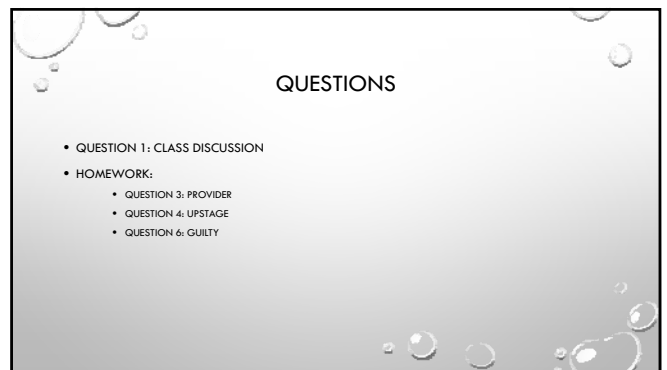 QUESTIONS
• QUESTION 1: CLASS DISCUSSION
• HOMEWORK:
• QUESTION 3: PROVIDER
• QUESTION 4: UPSTAGE
• QUESTION 6: GUILTY